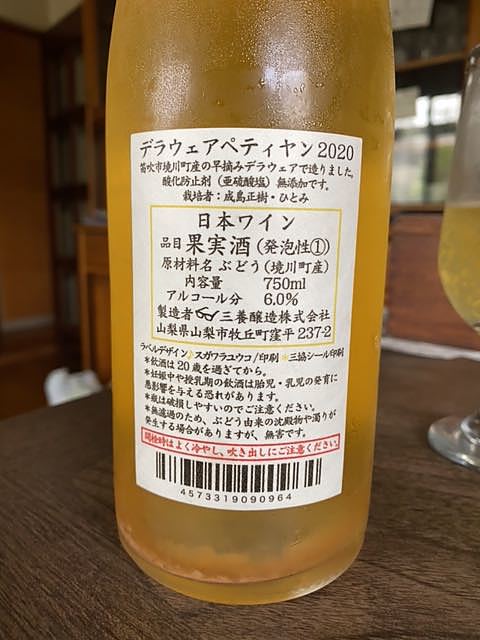 デラウェアペティヤン2020
笛吹市境川町産の早摘みデラウェアで造りました。
酸化防止剤（亜硫酸塩）無添加です。
栽培者：成島正樹・ひとみ
日本ワイン
品目 果実酒（発泡性①）
原材料名 ぶどう（境川町産）
内容量 750ml
アルコール分 6.0%
製造者 三養醸造株式会社
山梨県山梨市牧丘町窪平237-2
ラベルデザイン♪スガワラユウコ/印刷＊三協シール印刷
＊飲酒は20歳を過ぎてから。
＊妊娠中や授乳期の飲酒は胎児・乳児の発育に
悪影響を与える恐れがあります。
＊瓶は破損しやすいのでご注意ください。
＊無濾過のため、ぶどう由来の沈殿物や濁りが
発生する場合がありますが、無害です。
開栓時はよく冷やし、吹き出しにご注意ください。
4573319090964